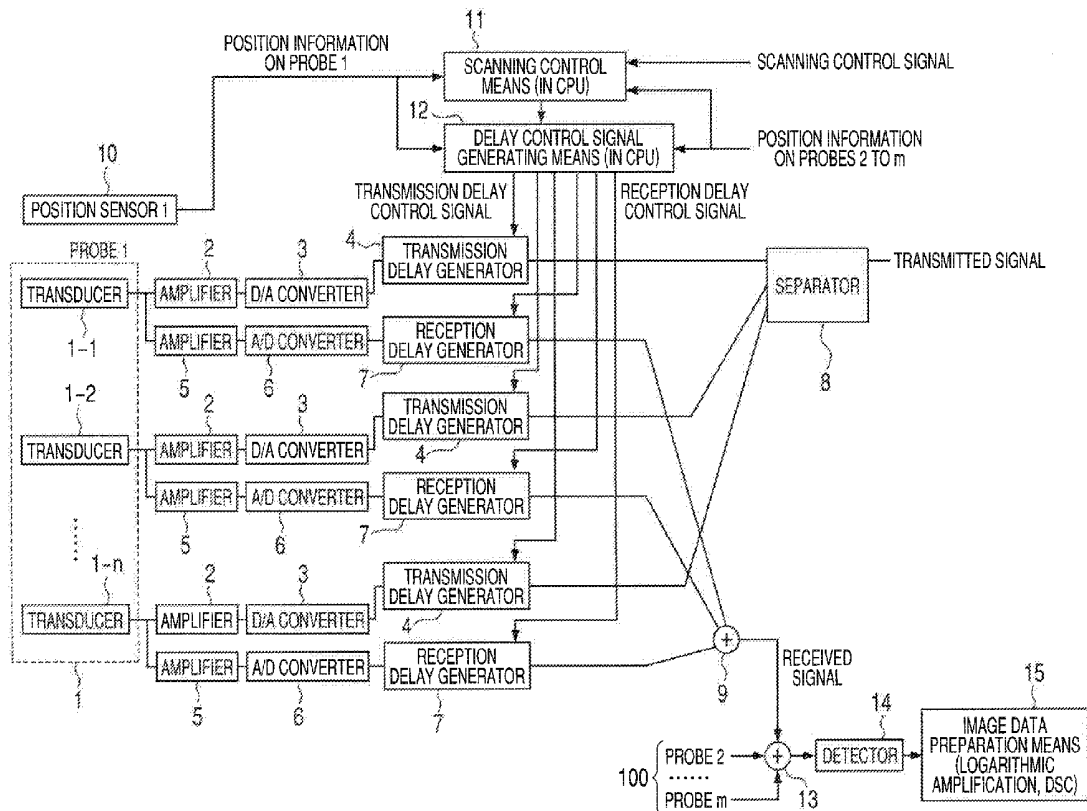 11
POSITION INFORMATION
ON PROBE 1
SCANNING CONTROL
MEANS (IN CPU)
SCANNING CONTROL SIGNAL
12
DELAY CONTROL SIGNAL
GENERATING MEANS (IN CPU)
POSITION INFORMATION
ON PROBES 2 TO m
10
POSITION SENSOR 1
TRANSMISSION DELAY
CONTROL SIGNAL
RECEPTION DELAY
CONTROL SIGNAL
PROBE 1
2
3
4
TRANSDUCER
AMPLIFIER
D/A CONVERTER
TRANSMISSION
DELAY GENERATOR
SEPARATOR
TRANSMITTED SIGNAL
1-1
AMPLIFIER
A/D CONVERTER
RECEPTION
DELAY GENERATOR
5
6
7
8
1-2
2
3
TRANSDUCER
AMPLIFIER
D/A CONVERTER
TRANSMISSION
DELAY GENERATOR
4
AMPLIFIER
A/D CONVERTER
RECEPTION
DELAY GENERATOR
5
6
7
1-n
2
3
TRANSDUCER
AMPLIFIER
D/A CONVERTER
TRANSMISSION
DELAY GENERATOR
4
AMPLIFIER
A/D CONVERTER
RECEPTION
DELAY GENERATOR
+
1
5
6
7
9
RECEIVED
SIGNAL
14
15
100
PROBE 2
......
PROBE m
+
13
DETECTOR
IMAGE DATA
PREPARATION MEANS
(LOGARITHMIC
AMPLIFICATION, DSC)